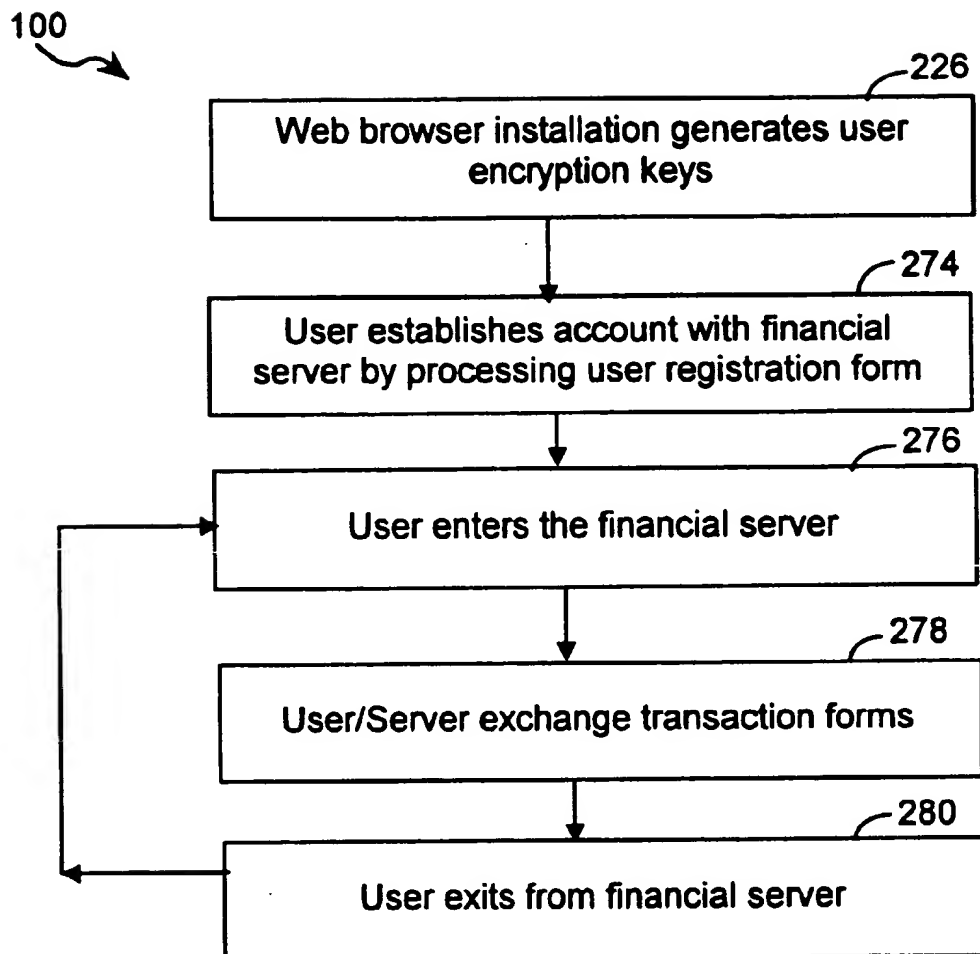 100
226
Web browser installation generates user
encryption keys
274
User establishes account with financial
server by processing user registration form
276
User enters the financial server
278
User/Server exchange transaction forms
280
User exits from financial server